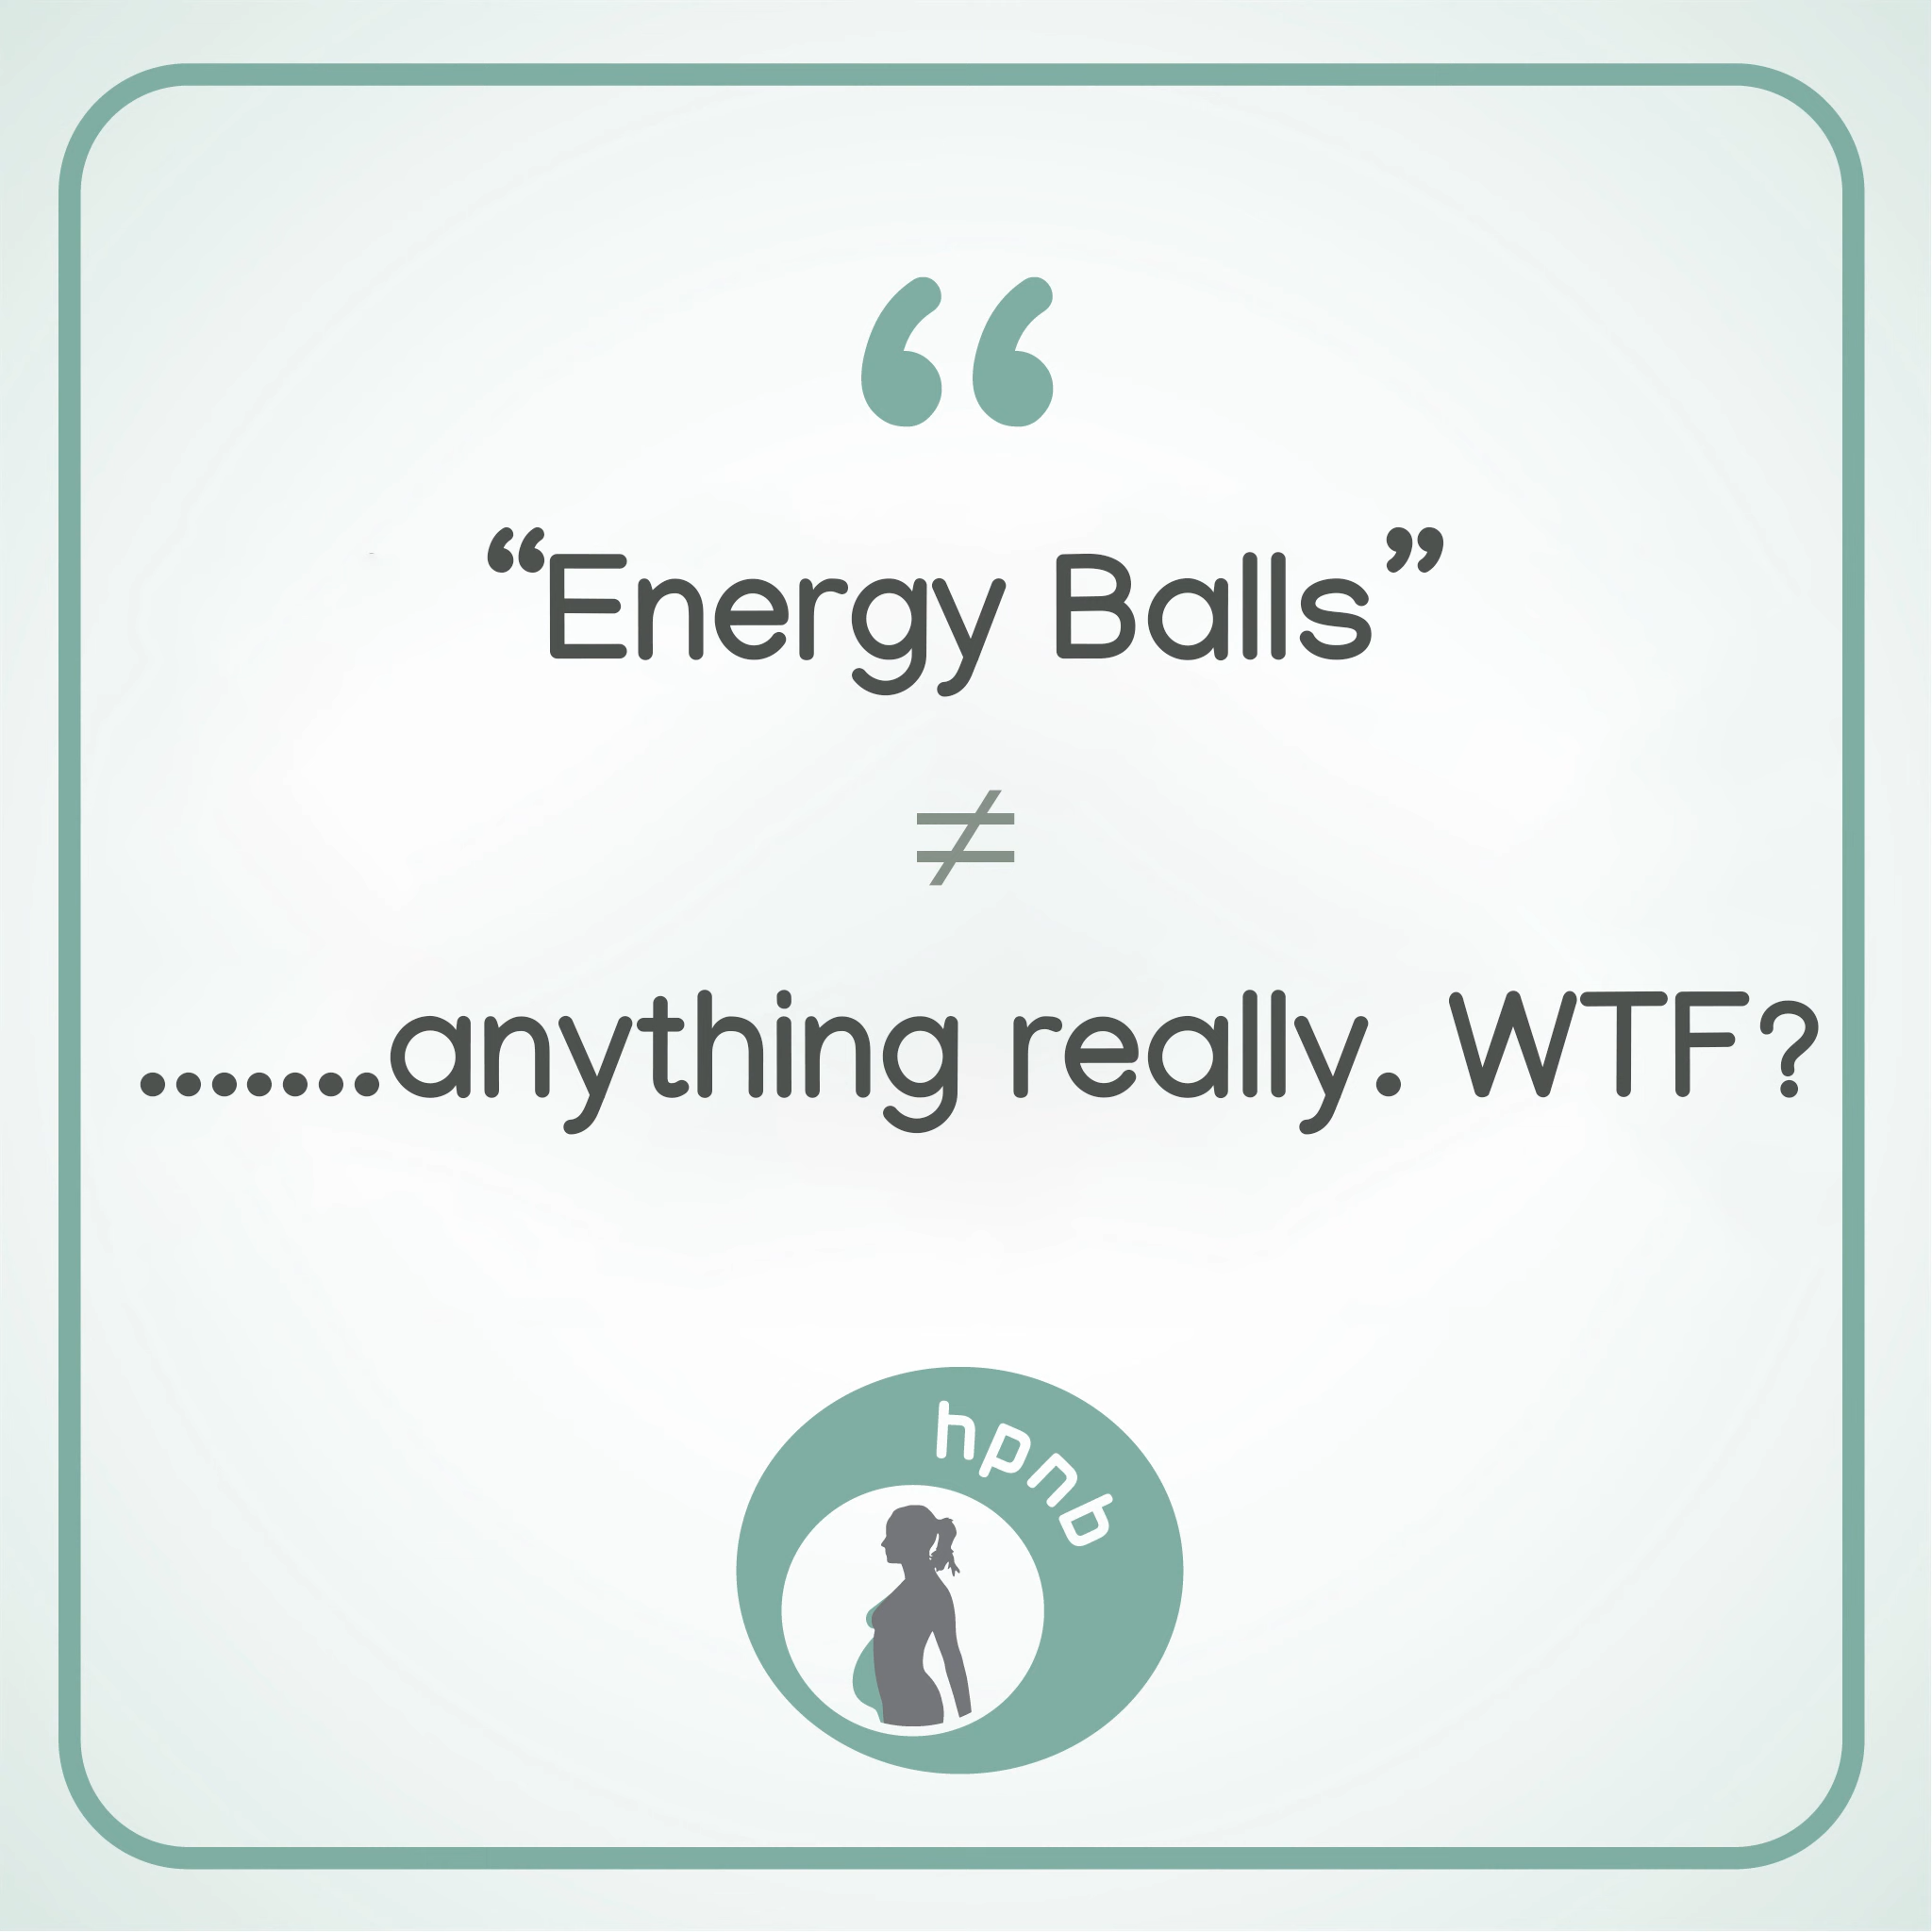 “
“Energy Balls”
≠
.......anything really. WTF?
hpnb